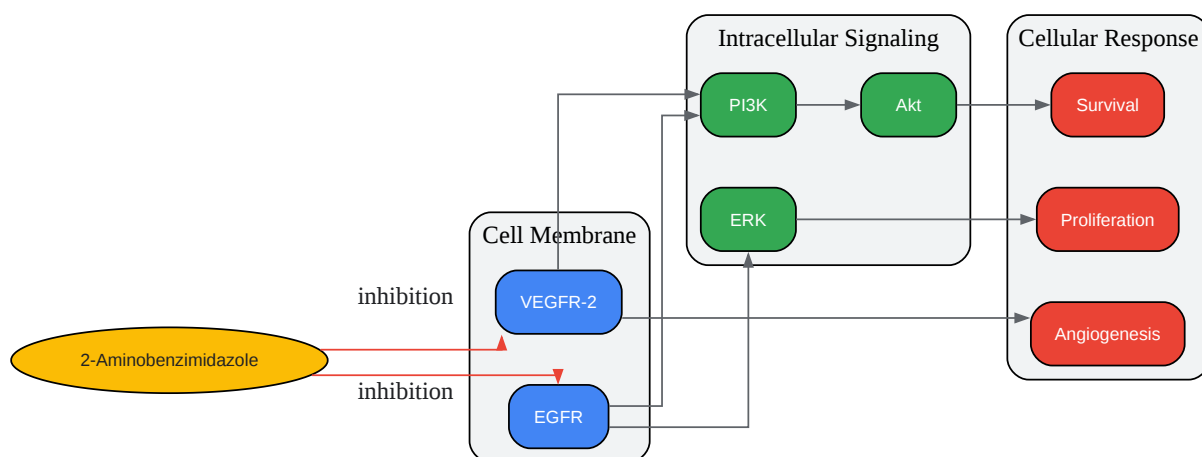 Intracellular Signaling
Cellular Response
PI3K
Akt
Survival
ERK
Proliferation
Cell Membrane
inhibition
VEGFR-2
Angiogenesis
2-Aminobenzimidazole
inhibition
EGFR